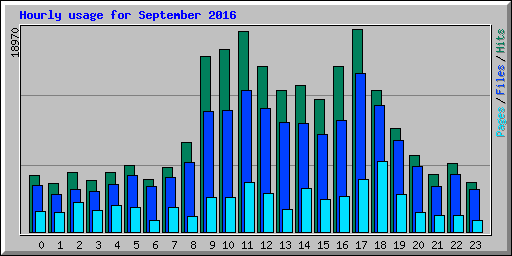 Hourly usage for September 2016
18970
Pages/Files/Hits
0 1 2 3 4 5 6 7 8 9 10 11 12 13 14 15 16 17 18 19 20 21 22 23